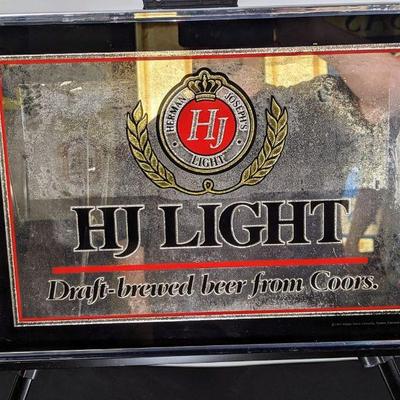 HERMAN JOSEPH'S
HJ
LIGHT
HJ LIGHT
Draft-brewed beer from Coors.